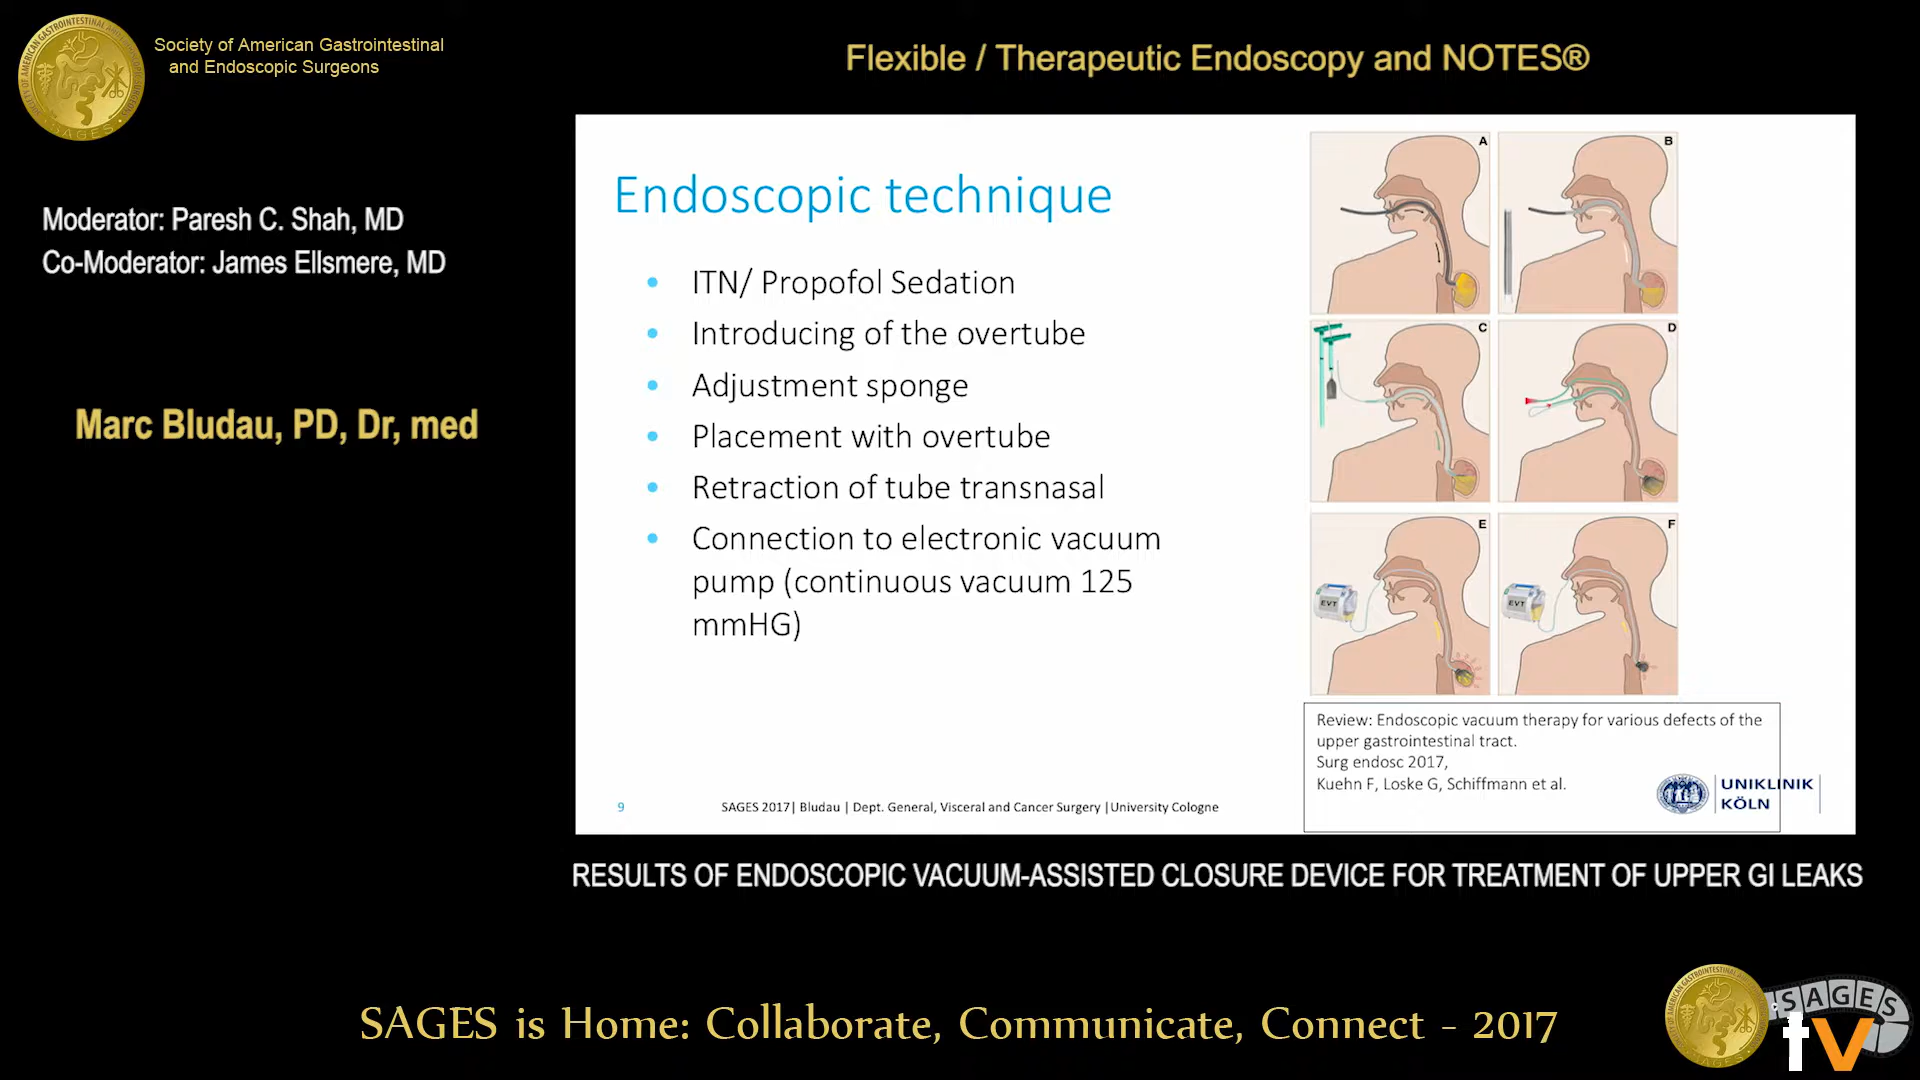 Society of American Gastrointestinal
and Endoscopic Surgeons
Flexible / Therapeutic Endoscopy and NOTES®
Moderator: Paresh C. Shah, MD
Co-Moderator: James Ellsmere, MD
Marc Bludau, PD, Dr, med
Endoscopic technique
• ITN/ Propofol Sedation
• Introducing of the overtube
• Adjustment sponge
• Placement with overtube
• Retraction of tube transnasal
• Connection to electronic vacuum
pump (continuous vacuum 125
mmHG)
A
B
C
D
E
F
EVT
EVT
Review: Endoscopic vacuum therapy for various defects of the
upper gastrointestinal tract.
Surg endosc 2017,
Kuehn F, Loske G, Schiffmann et al.
UNIKLINIK
KÖLN
9
SAGES 2017| Bludau | Dept. General, Visceral and Cancer Surgery |University Cologne
RESULTS OF ENDOSCOPIC VACUUM-ASSISTED CLOSURE DEVICE FOR TREATMENT OF UPPER GI LEAKS
SAGES is Home: Collaborate, Communicate, Connect - 2017
SAGES
tv